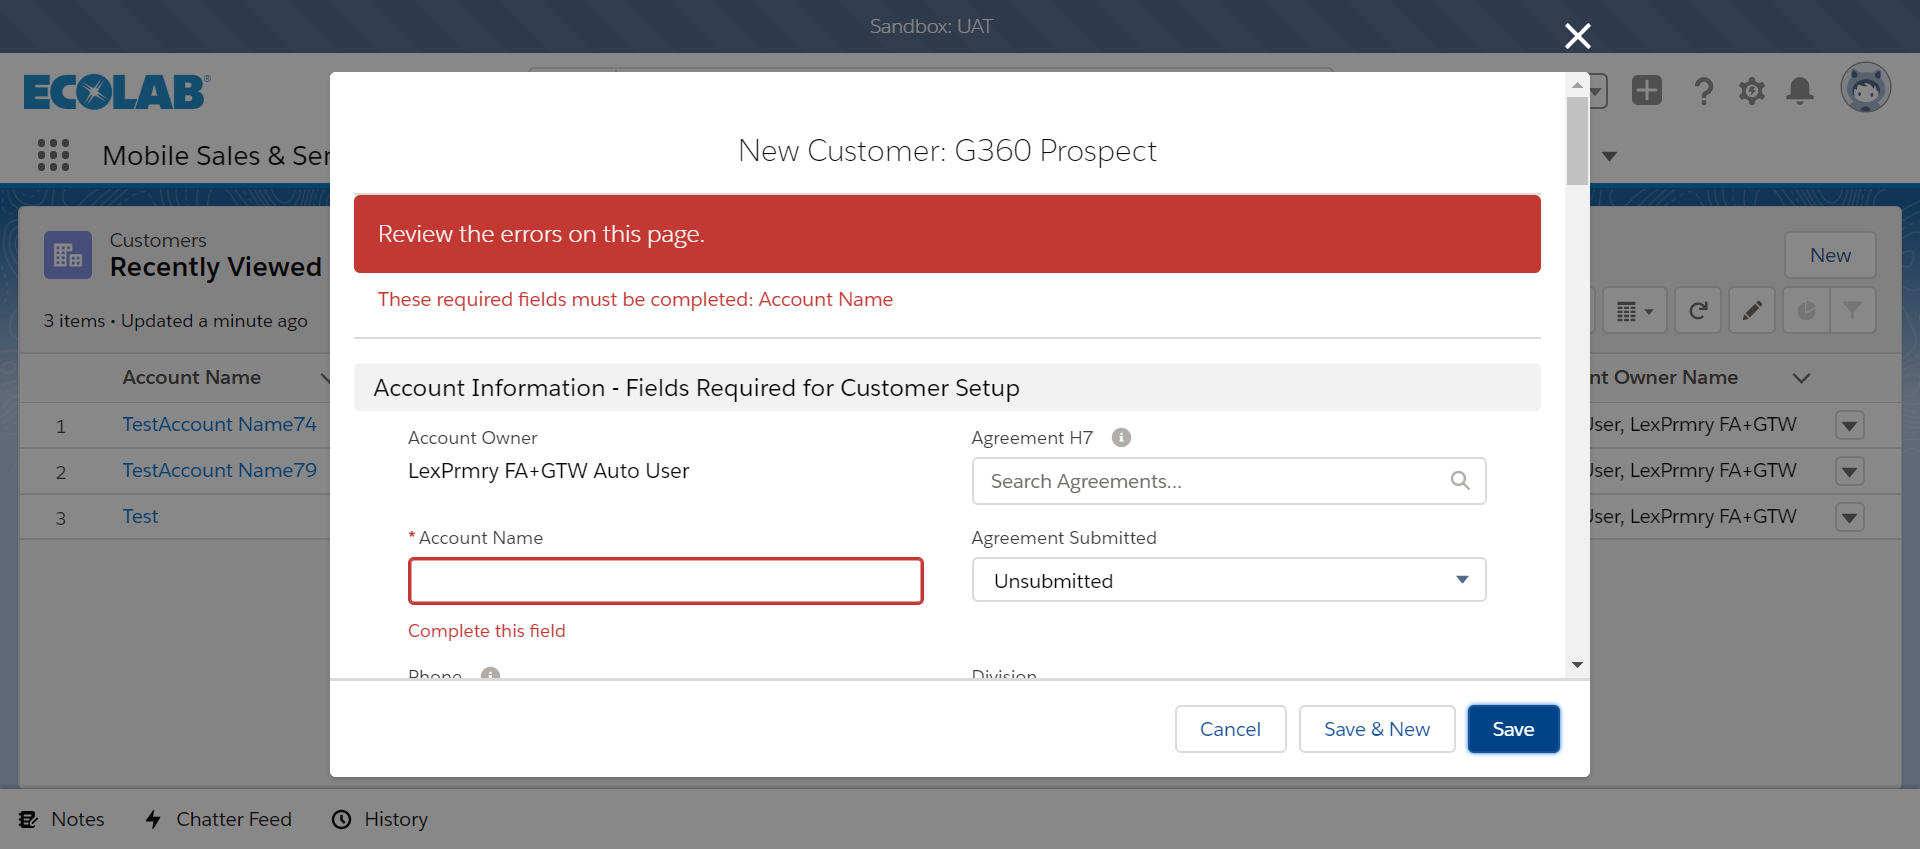 Sandbox: UAT
ECOLAB®
Mobile Sales & Ser
New Customer: G360 Prospect
Review the errors on this page.
These required fields must be completed: Account Name
Customers
Recently Viewed
New
3 items • Updated a minute ago
Account Information - Fields Required for Customer Setup
Account Name
nt Owner Name
1 TestAccount Name74 User, LexPrmry FA+GTW
2 TestAccount Name79 User, LexPrmry FA+GTW
3 Test User, LexPrmry FA+GTW
Account Owner
LexPrmry FA+GTW Auto User
Agreement H7
Search Agreements...
* Account Name
Complete this field
Agreement Submitted
Unsubmitted
Phone
Division
Cancel
Save & New
Save
Notes
Chatter Feed
History